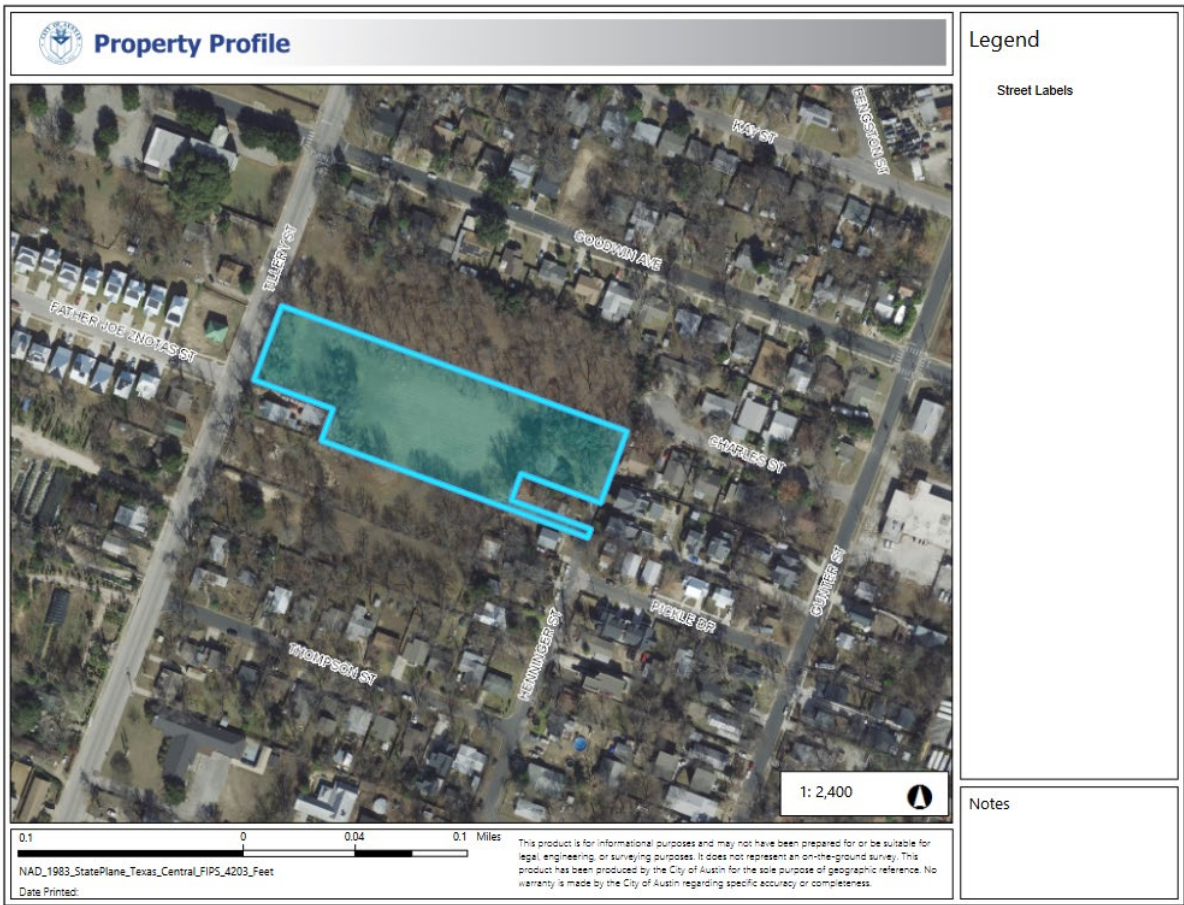 Property Profile
Legend
Street Labels
KAY ST
HENGSTON ST
TILLERY ST
GOODWIN AVE
FATHER JOE ZNOTAS ST
CHARLES ST
GUNTER ST
PICKLE DR
HENNINGER ST
THOMPSON ST
1: 2,400
Notes
0.1 0 0.04 0.1 Miles
NAD_1983_StatePlane_Texas_Central_FIPS_4203_Feet
Date Printed:
This product is for informational purposes and may not have been prepared for or be suitable for
legal, engineering, or surveying purposes. It does not represent an on-the-ground survey. This
product has been produced by the City of Austin for the sole purpose of geographic reference. No
warranty is made by the City of Austin regarding specific accuracy or completeness.